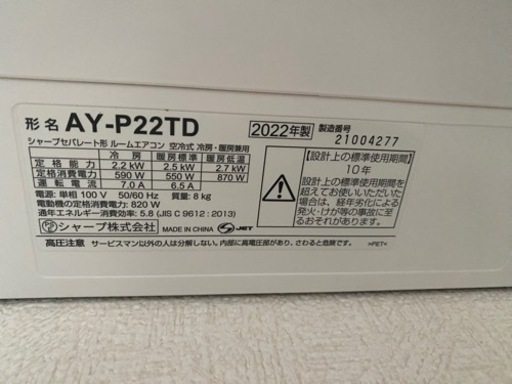 形名 AY-P22TD 2022年製 製造番号 21004277
シャープセパレート形 ルームエアコン 空冷式 冷房・暖房兼用
冷房 暖房標準 暖房低温
定格能力 2.2 kW 2.5 kW 2.7 kW
定格消費電力 590 W 550 W 870 W
運転電流 7.0 A 6.5 A
電源:単相 100 V 50/60 Hz 質量:8 kg
電動機の定格消費電力:820 W
通年エネルギー消費効率:5.8 (JIS C 9612:2013)
シャープ株式会社 MADE IN CHINA JET
高圧注意 サービスマン以外の人は分解しない。内部に高電圧部があり、さわると危険です。 >PET<
【設計上の標準使用期間】
10年
設計上の標準使用期間を
超えてお使いいただいた
場合は、経年劣化による
発火・けが等の事故に至
るおそれがあります。